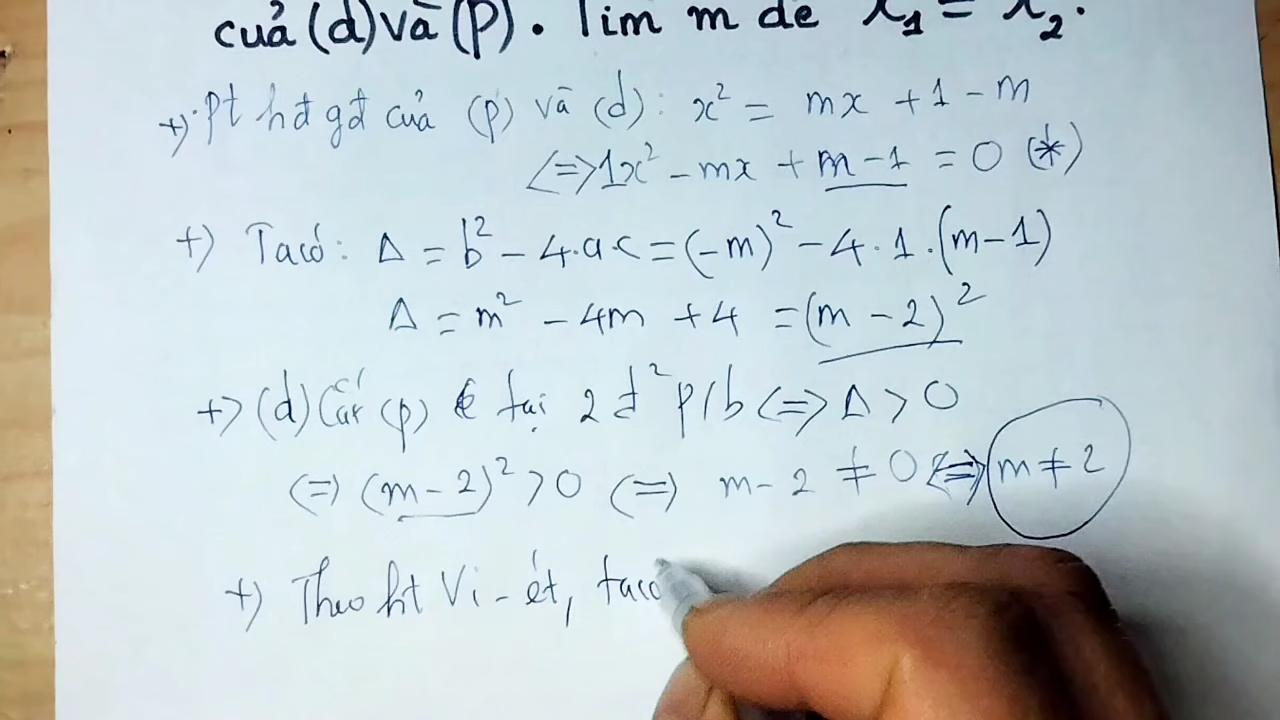 của (d) và (P). Tìm m để x₁ = x₂.
+) Pt hđgđ của (P) và (d): x² = mx + 1 - m
<=> 1x² - mx + m - 1 = 0 (*)
+) Ta có: Δ = b² - 4.ac = (-m)² - 4.1.(m-1)
Δ = m² - 4m + 4 = (m - 2)²
+) (d) Cắt (P) tại 2 đ² p/b <=> Δ > 0
<=> (m - 2)² > 0 <=> m - 2 ≠ 0 <=> m ≠ 2
+) Theo ht Vi-ét, ta có